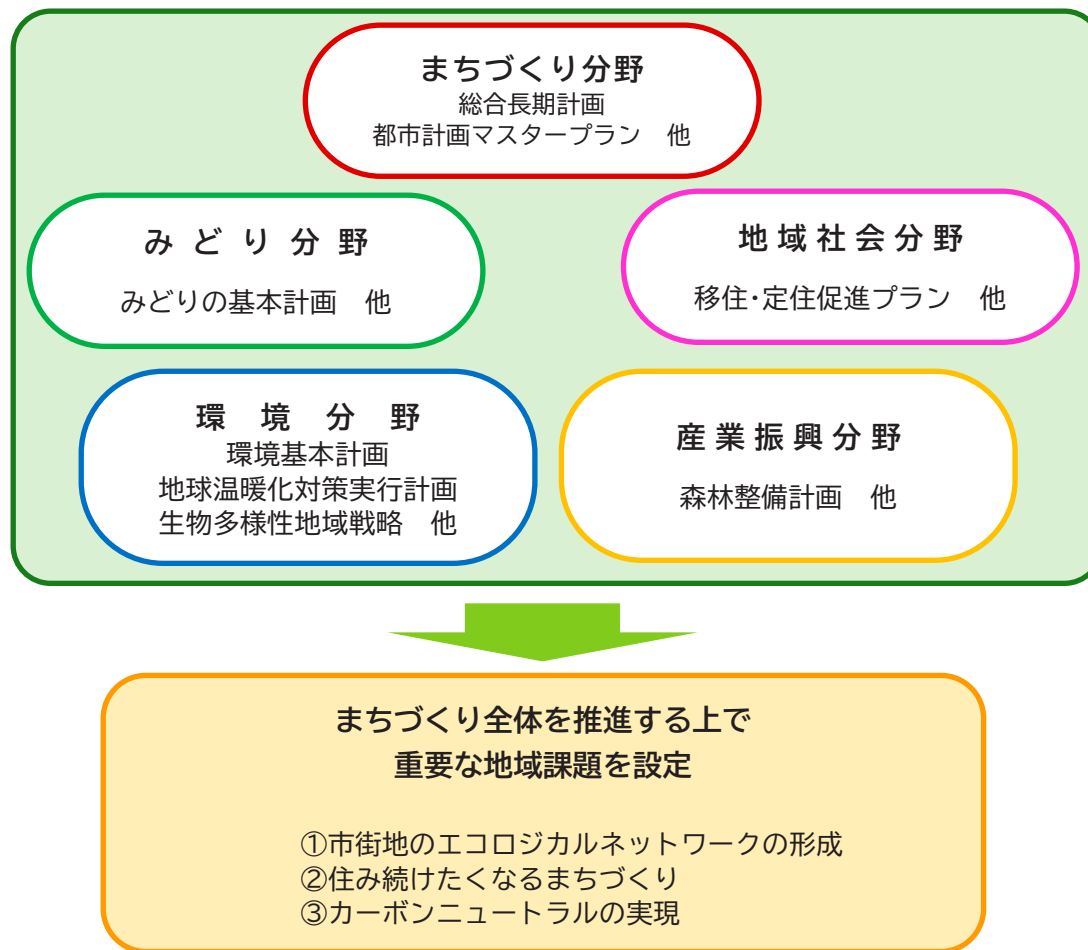 まちづくり分野
総合長期計画
都市計画マスタープラン　他
みどり分野
みどりの基本計画　他
地域社会分野
移住・定住促進プラン　他
環境分野
環境基本計画
地球温暖化対策実行計画
生物多様性地域戦略　他
産業振興分野
森林整備計画　他
まちづくり全体を推進する上で
重要な地域課題を設定
①市街地のエコロジカルネットワークの形成
②住み続けたくなるまちづくり
③カーボンニュートラルの実現